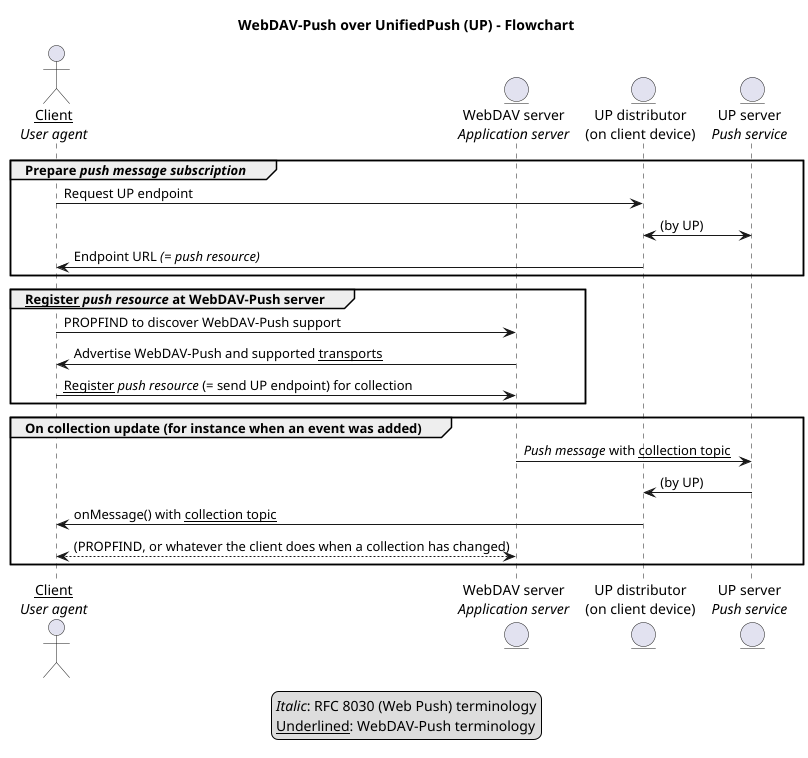 WebDAV-Push over UnifiedPush (UP) - Flowchart
Client
User agent
WebDAV server
Application server
UP distributor
(on client device)
UP server
Push service
Prepare push message subscription
Request UP endpoint
(by UP)
Endpoint URL (= push resource)
Register push resource at WebDAV-Push server
PROPFIND to discover WebDAV-Push support
Advertise WebDAV-Push and supported transports
Register push resource (= send UP endpoint) for collection
On collection update (for instance when an event was added)
Push message with collection topic
(by UP)
onMessage() with collection topic
(PROPFIND, or whatever the client does when a collection has changed)
Client
User agent
WebDAV server
Application server
UP distributor
(on client device)
UP server
Push service
Italic: RFC 8030 (Web Push) terminology
Underlined: WebDAV-Push terminology